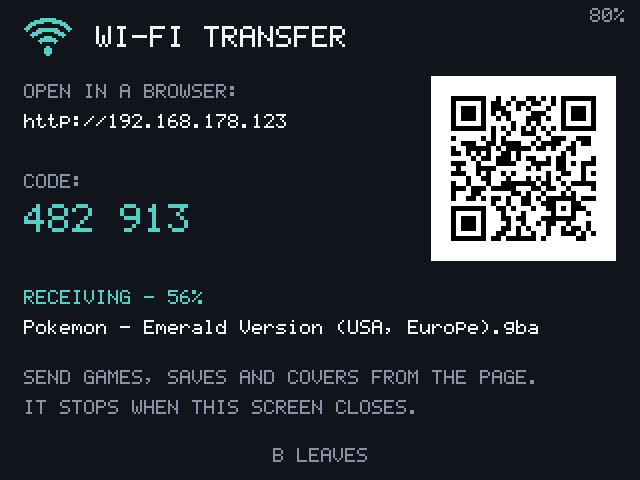 80%
WI-FI TRANSFER
OPEN IN A BROWSER:
http://192.168.178.123
CODE:
482 913
RECEIVING - 56%
Pokemon - Emerald Version (USA, Europe).gba
SEND GAMES, SAVES AND COVERS FROM THE PAGE.
IT STOPS WHEN THIS SCREEN CLOSES.
B LEAVES